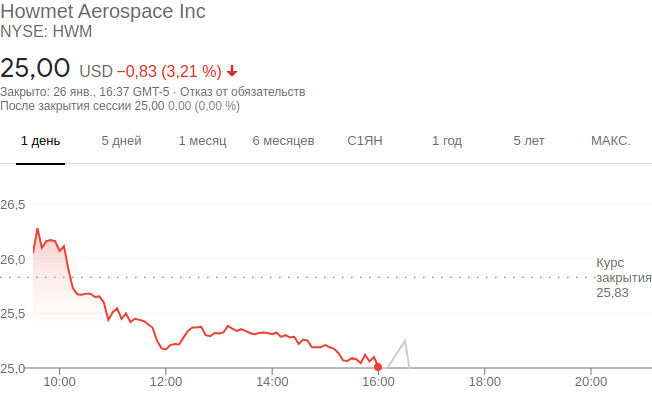 Howmet Aerospace Inc
NYSE: HWM
25,00 USD −0,83 (3,21 %)
Закрыто: 26 янв., 16:37 GMT-5 · Отказ от обязательств
После закрытия сессии 25,00 0,00 (0,00 %)
1 день 5 дней 1 месяц 6 месяцев С1ЯН 1 год 5 лет МАКС.
26,5
26,0
Курс
закрытия
25,83
25,5
25,0
10:00 12:00 14:00 16:00 18:00 20:00